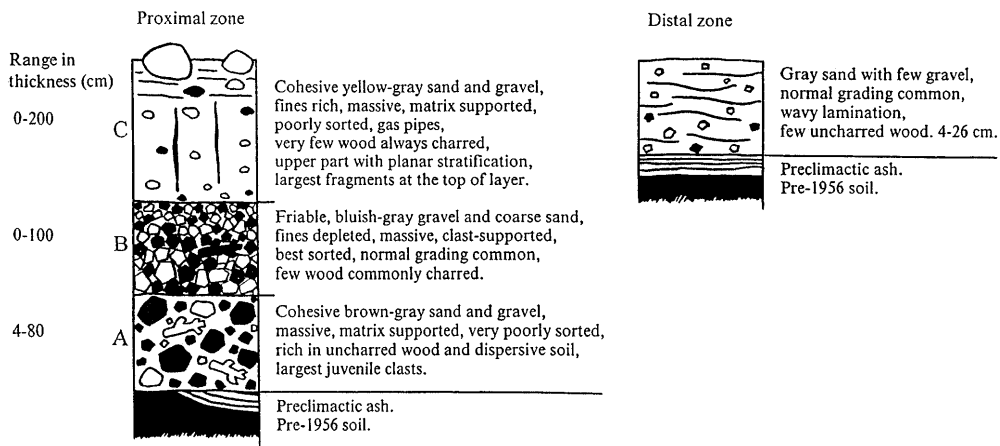 Proximal zone
Distal zone
Range in
thickness (cm)
0-200
C
Cohesive yellow-gray sand and gravel,
fines rich, massive, matrix supported,
poorly sorted, gas pipes,
very few wood always charred,
upper part with planar stratification,
largest fragments at the top of layer.
0-100
B
Friable, bluish-gray gravel and coarse sand,
fines depleted, massive, clast-supported,
best sorted, normal grading common,
few wood commonly charred.
4-80
A
Cohesive brown-gray sand and gravel,
massive, matrix supported, very poorly sorted,
rich in uncharred wood and dispersive soil,
largest juvenile clasts.
Preclimactic ash.
Pre-1956 soil.
Gray sand with few gravel,
normal grading common,
wavy lamination,
few uncharred wood. 4-26 cm.
Preclimactic ash.
Pre-1956 soil.